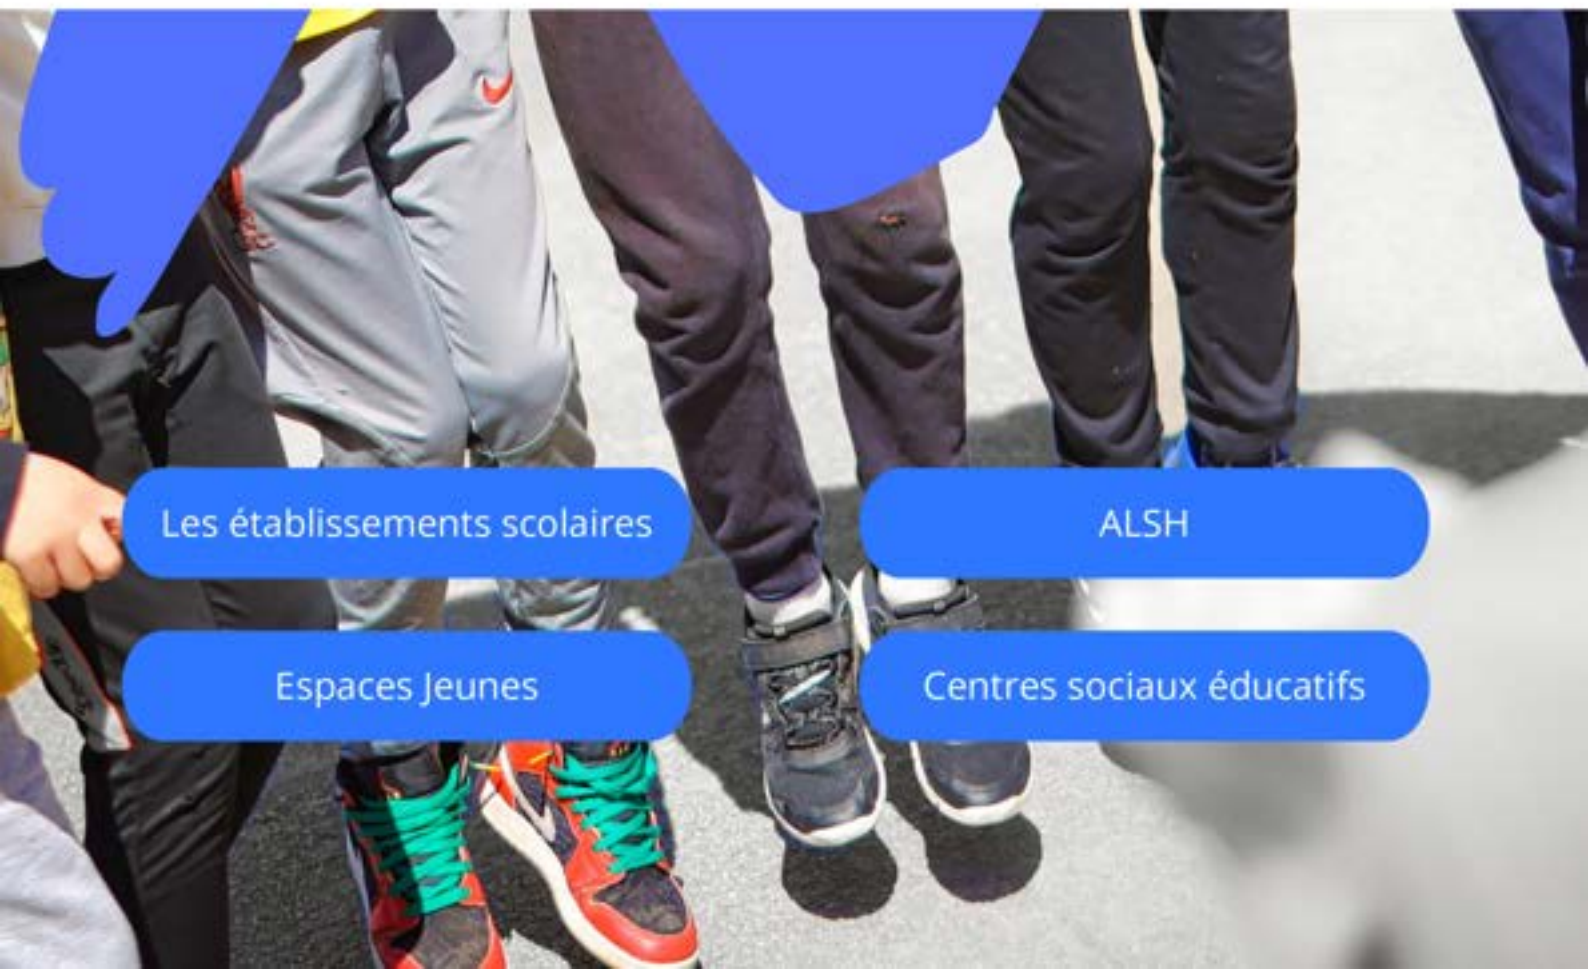 Les établissements scolaires
ALSH
Espaces Jeunes
Centres sociaux éducatifs